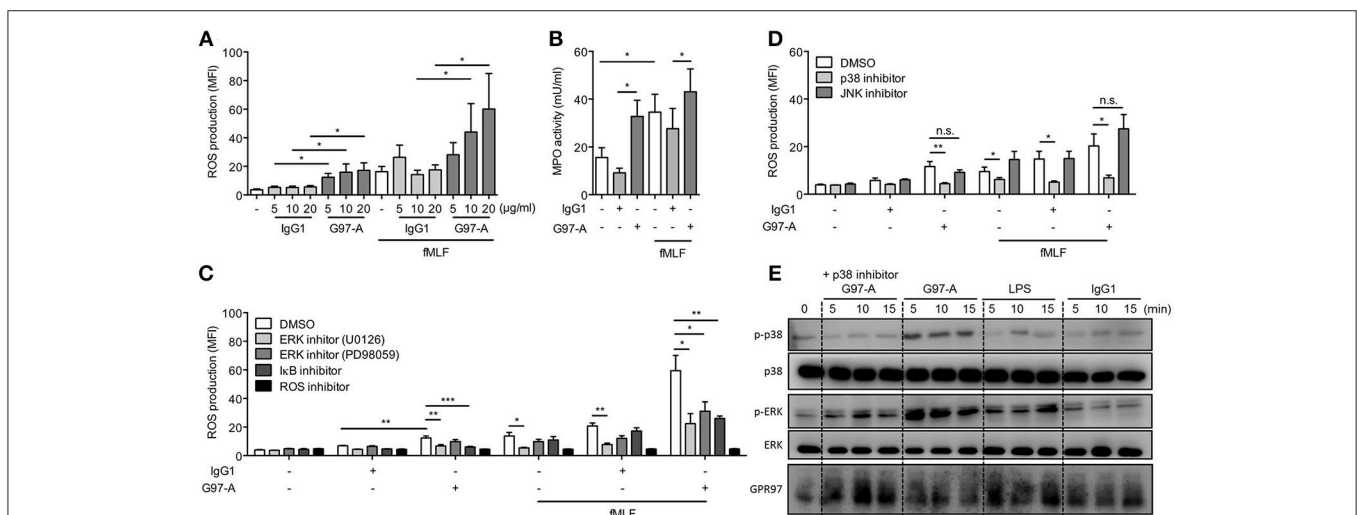 A
ROS production (MFI)
100
80
60
40
20
0
* * * * *
- 5 10 20 5 10 20 - 5 10 20 5 10 20 (μg/ml)
IgG1 G97-A IgG1 G97-A
fMLF
B
MPO activity (mU/ml)
60
40
20
0
* * *
IgG1 - + - - + -
G97-A - - + - - +
fMLF
D
ROS production (MFI)
60
40
20
0
DMSO
p38 inhibitor
JNK inhibitor
n.s. n.s.
** * * *
IgG1 - + - - + -
G97-A - - + - - +
fMLF
C
ROS production (MFI)
100
80
60
40
20
0
DMSO
ERK inhitor (U0126)
ERK inhitor (PD98059)
IκB inhibitor
ROS inhibitor
** *** ** * ** ** * *
IgG1 - + - - + -
G97-A - - + - - +
fMLF
E
+ p38 inhibitor
G97-A G97-A LPS IgG1
0 5 10 15 5 10 15 5 10 15 5 10 15 (min)
p-p38
p38
p-ERK
ERK
GPR97